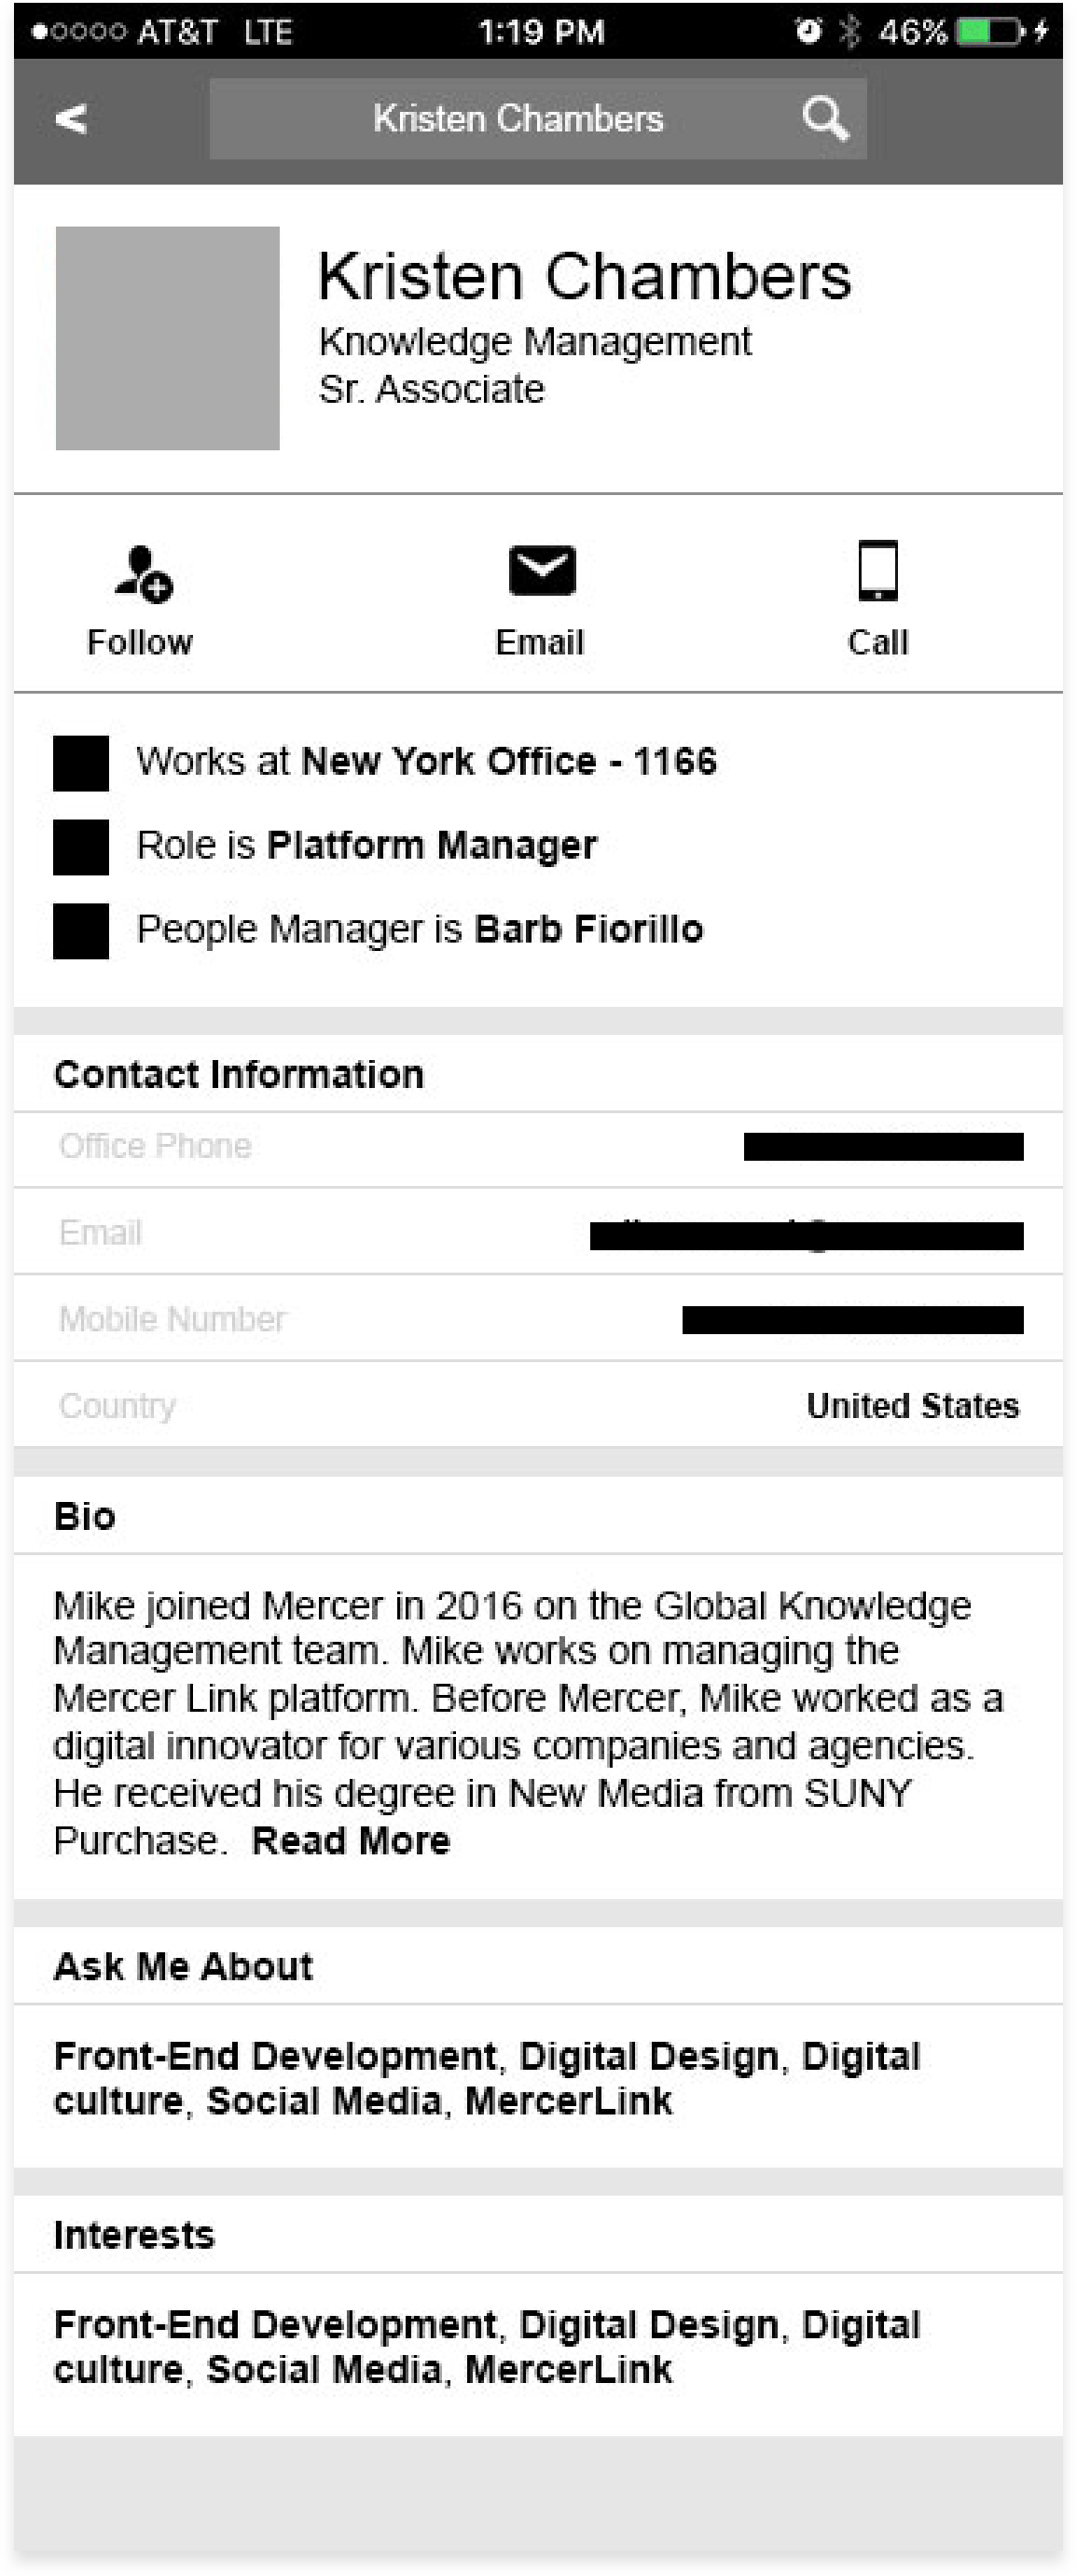 AT&T LTE 1:19 PM 46%
< Kristen Chambers
Kristen Chambers
Knowledge Management
Sr. Associate
Follow Email Call
Works at New York Office - 1166
Role is Platform Manager
People Manager is Barb Fiorillo
Contact Information
Office Phone
Email
Mobile Number
Country United States
Bio
Mike joined Mercer in 2016 on the Global Knowledge
Management team. Mike works on managing the
Mercer Link platform. Before Mercer, Mike worked as a
digital innovator for various companies and agencies.
He received his degree in New Media from SUNY
Purchase. Read More
Ask Me About
Front-End Development, Digital Design, Digital
culture, Social Media, MercerLink
Interests
Front-End Development, Digital Design, Digital
culture, Social Media, MercerLink